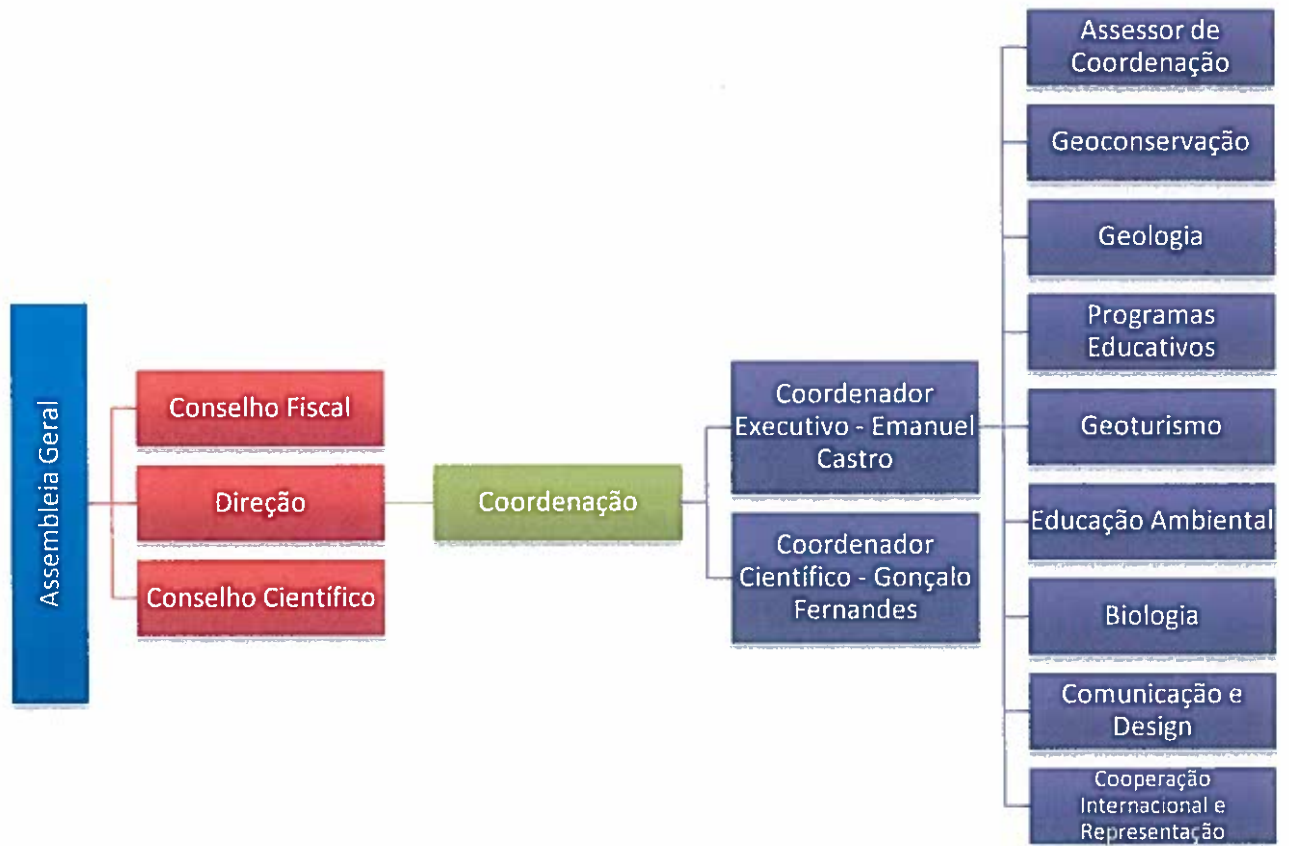 Assembleia Geral
Conselho Fiscal
Direção
Conselho Científico
Coordenação
Coordenador
Executivo - Emanuel
Castro
Coordenador
Científico - Gonçalo
Fernandes
Assessor de
Coordenação
Geoconservação
Geologia
Programas
Educativos
Geoturismo
Educação Ambiental
Biologia
Comunicação e
Design
Cooperação
Internacional e
Representação